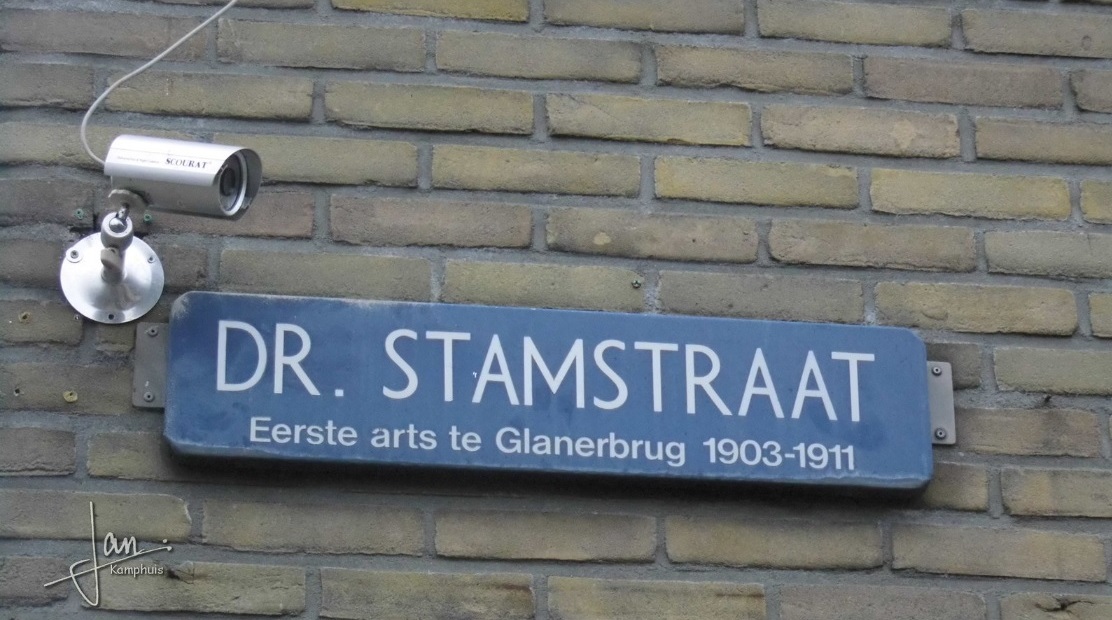 SCOURAT
DR. STAMSTRAAT
Eerste arts te Glanerbrug 1903-1911
Jan
Kamphuis